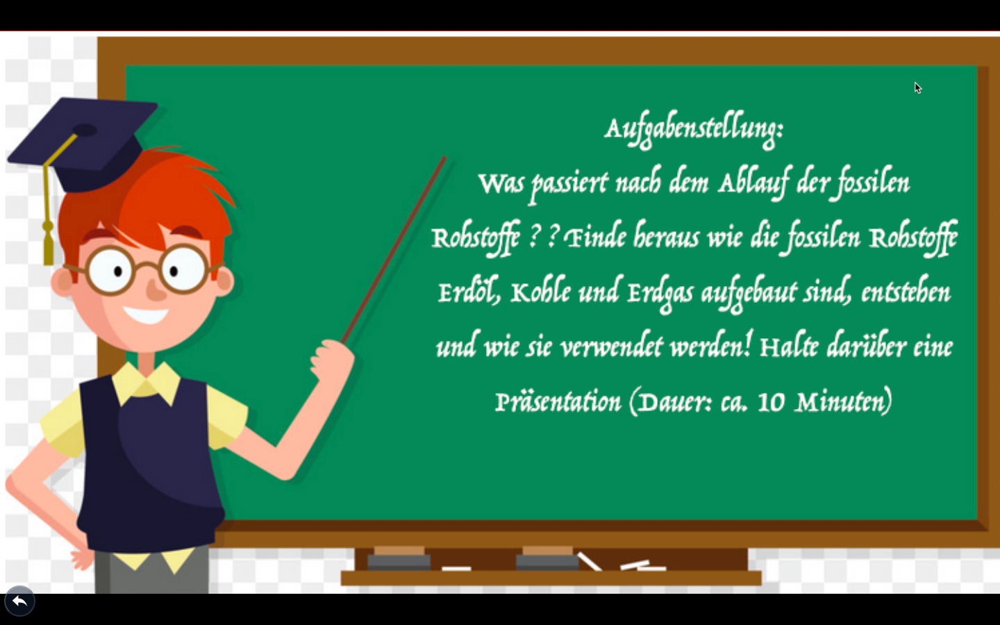 Aufgabenstellung:
Was passiert nach dem Ablauf der fossilen
Rohstoffe ? ? Finde heraus wie die fossilen Rohstoffe
Erdöl, Kohle und Erdgas aufgebaut sind, entstehen
und wie sie verwendet werden! Halte darüber eine
Präsentation (Dauer: ca. 10 Minuten)